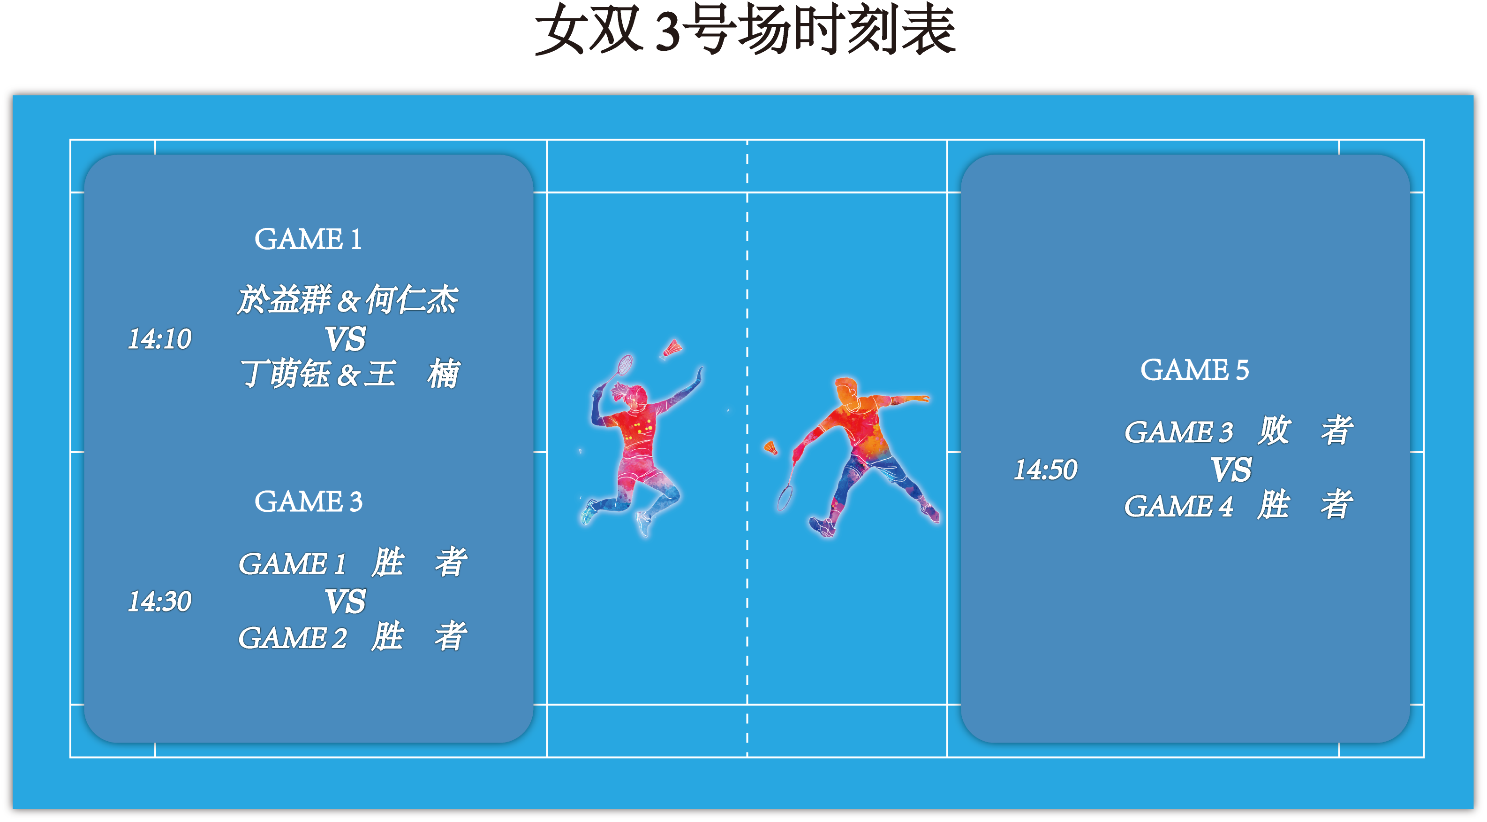 女双 3号场时刻表
GAME 1
於益群 & 何仁杰
14:10
VS
丁萌钰 & 王　楠
GAME 3
GAME 1　胜　者
14:30
VS
GAME 2　胜　者
GAME 5
GAME 3　败　者
14:50
VS
GAME 4　胜　者